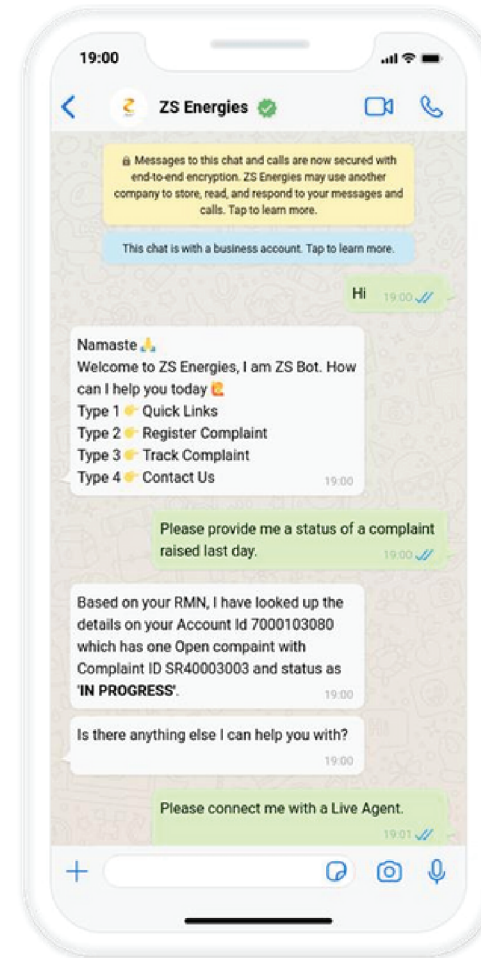 19:00
ZS Energies
Messages to this chat and calls are now secured with
end-to-end encryption. ZS Energies may use another
company to store, read, and respond to your messages and
calls. Tap to learn more.
This chat is with a business account. Tap to learn more.
Hi 19:00
Namaste 🙏
Welcome to ZS Energies, I am ZS Bot. How
can I help you today
Type 1 👉 Quick Links
Type 2 👉 Register Complaint
Type 3 👉 Track Complaint
Type 4 👉 Contact Us 19:00
Please provide me a status of a complaint
raised last day. 19:00
Based on your RMN, I have looked up the
details on your Account Id 7000103080
which has one Open compaint with
Complaint ID SR40003003 and status as
'IN PROGRESS'. 19:00
Is there anything else I can help you with?
19:00
Please connect me with a Live Agent.
19:01